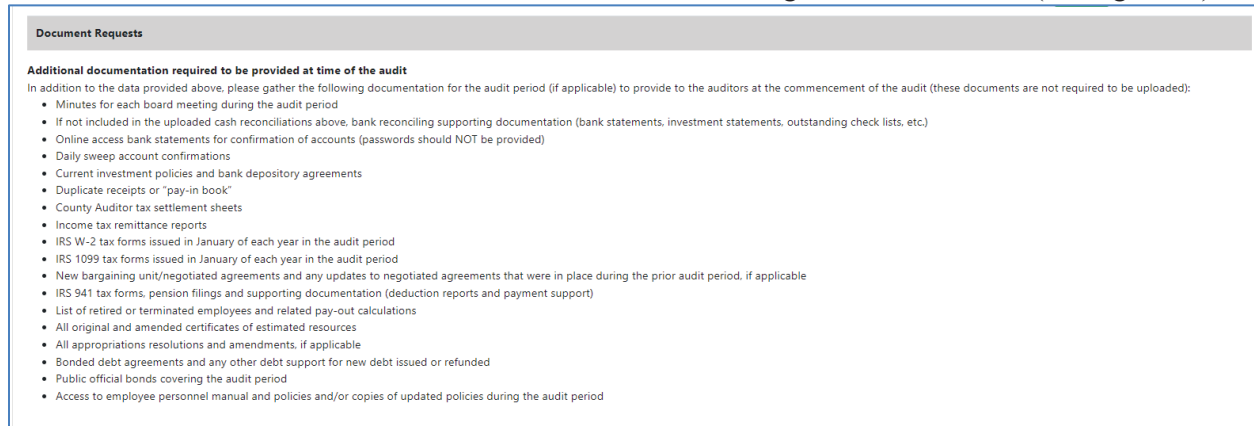 Document Requests
Additional documentation required to be provided at time of the audit
In addition to the data provided above, please gather the following documentation for the audit period (if applicable) to provide to the auditors at the commencement of the audit (these documents are not required to be uploaded):
• Minutes for each board meeting during the audit period
• If not included in the uploaded cash reconciliations above, bank reconciling supporting documentation (bank statements, investment statements, outstanding check lists, etc.)
• Online access bank statements for confirmation of accounts (passwords should NOT be provided)
• Daily sweep account confirmations
• Current investment policies and bank depository agreements
• Duplicate receipts or "pay-in book"
• County Auditor tax settlement sheets
• Income tax remittance reports
• IRS W-2 tax forms issued in January of each year in the audit period
• IRS 1099 tax forms issued in January of each year in the audit period
• New bargaining unit/negotiated agreements and any updates to negotiated agreements that were in place during the prior audit period, if applicable
• IRS 941 tax forms, pension filings and supporting documentation (deduction reports and payment support)
• List of retired or terminated employees and related pay-out calculations
• All original and amended certificates of estimated resources
• All appropriations resolutions and amendments, if applicable
• Bonded debt agreements and any other debt support for new debt issued or refunded
• Public official bonds covering the audit period
• Access to employee personnel manual and policies and/or copies of updated policies during the audit period